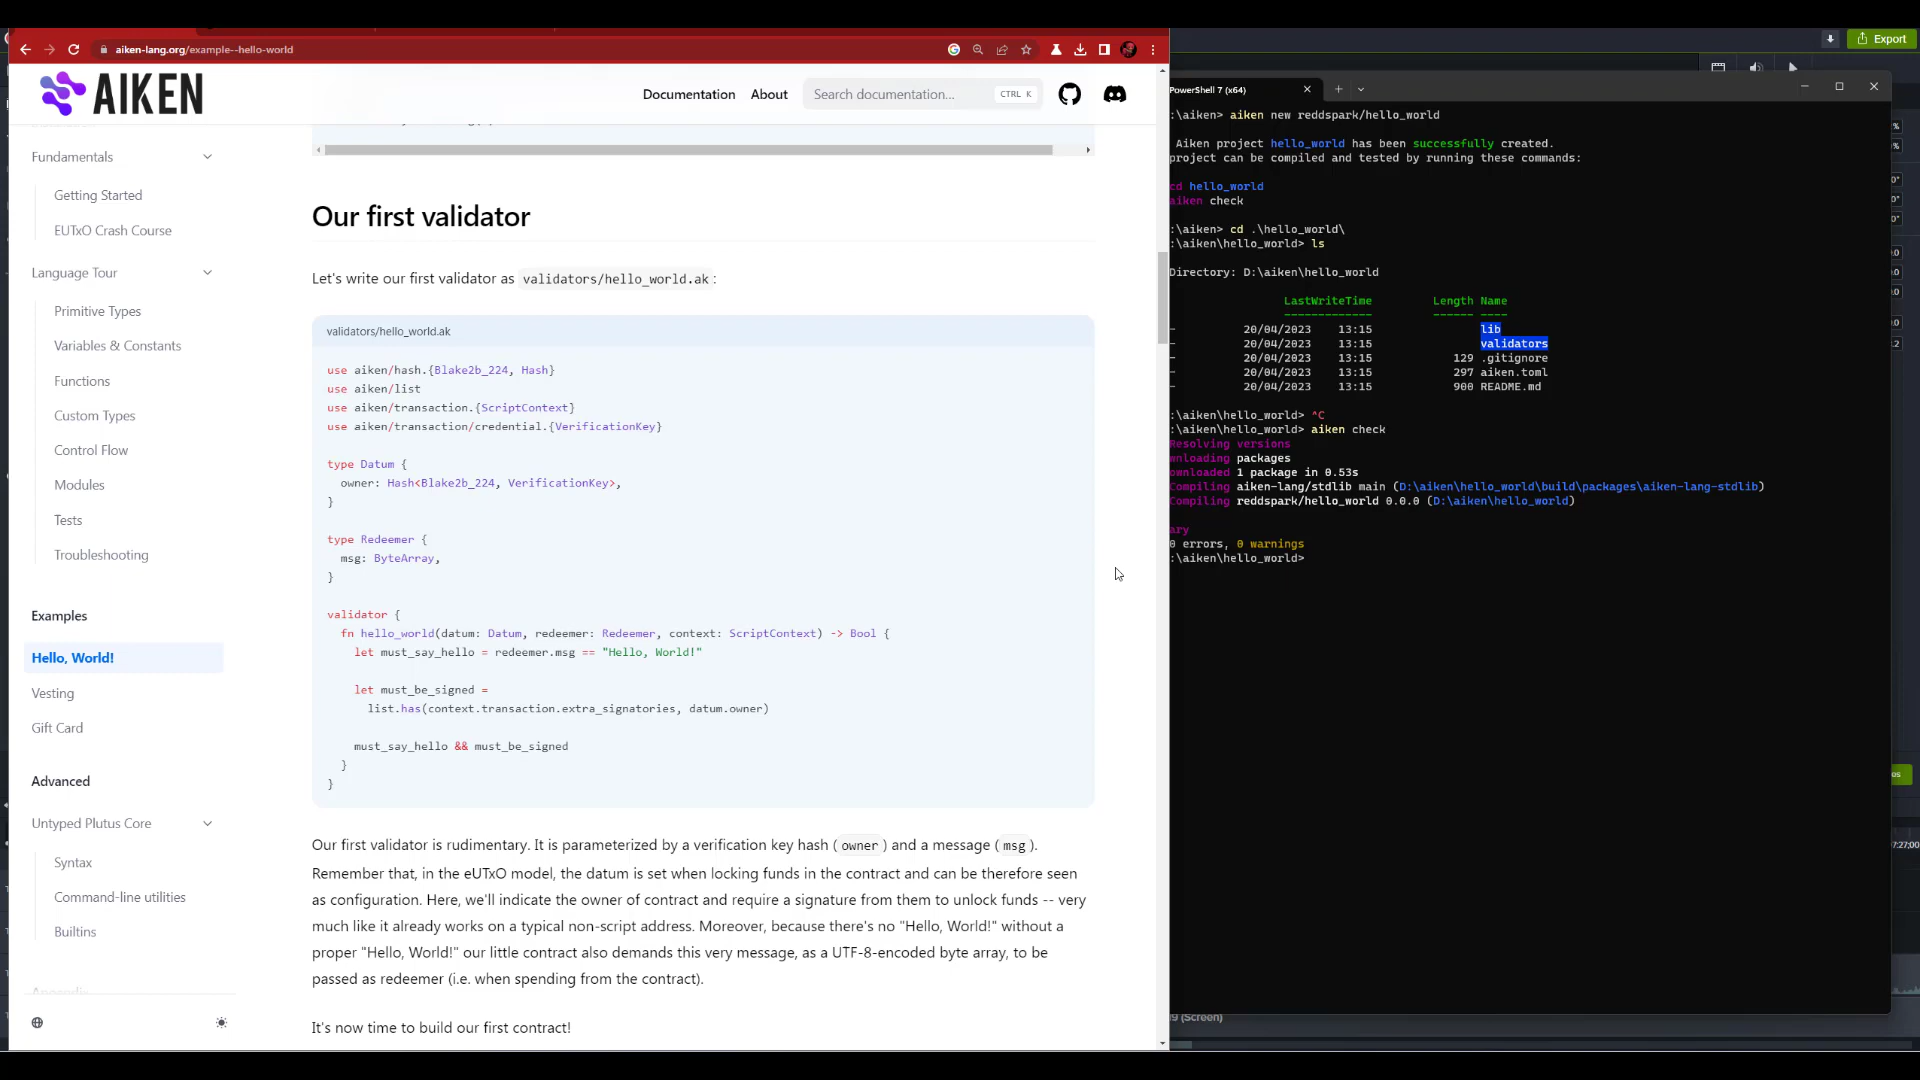 aiken-lang.org/example--hello-world
Export
AIKEN
Documentation
About
Search documentation...
CTRL K
Fundamentals
Getting Started
EUTxO Crash Course
Language Tour
Primitive Types
Variables & Constants
Functions
Custom Types
Control Flow
Modules
Tests
Troubleshooting
Examples
Hello, World!
Vesting
Gift Card
Advanced
Untyped Plutus Core
Syntax
Command-line utilities
Builtins
Appendix
Our first validator
Let's write our first validator as validators/hello_world.ak :
validators/hello_world.ak
use aiken/hash.{Blake2b_224, Hash}
use aiken/list
use aiken/transaction.{ScriptContext}
use aiken/transaction/credential.{VerificationKey}
type Datum {
owner: Hash<Blake2b_224, VerificationKey>,
}
type Redeemer {
msg: ByteArray,
}
validator {
fn hello_world(datum: Datum, redeemer: Redeemer, context: ScriptContext) -> Bool {
let must_say_hello = redeemer.msg == "Hello, World!"
let must_be_signed =
list.has(context.transaction.extra_signatories, datum.owner)
must_say_hello && must_be_signed
}
}
Our first validator is rudimentary. It is parameterized by a verification key hash ( owner ) and a message ( msg ).
Remember that, in the eUTxO model, the datum is set when locking funds in the contract and can be therefore seen
as configuration. Here, we'll indicate the owner of contract and require a signature from them to unlock funds -- very
much like it already works on a typical non-script address. Moreover, because there's no "Hello, World!" without a
proper "Hello, World!" our little contract also demands this very message, as a UTF-8-encoded byte array, to be
passed as redeemer (i.e. when spending from the contract).
It's now time to build our first contract!
PowerShell 7 (x64)
:\aiken> aiken new reddspark/hello_world
Aiken project hello_world has been successfully created.
project can be compiled and tested by running these commands:
cd hello_world
aiken check
:\aiken> cd .\hello_world\
:\aiken\hello_world> ls
Directory: D:\aiken\hello_world
LastWriteTime Length Name
------------- ------ ----
20/04/2023 13:15 lib
20/04/2023 13:15 validators
20/04/2023 13:15 129 .gitignore
20/04/2023 13:15 297 aiken.toml
20/04/2023 13:15 900 README.md
:\aiken\hello_world> ^C
:\aiken\hello_world> aiken check
Resolving versions
wnloading packages
ownloaded 1 package in 0.53s
Compiling aiken-lang/stdlib main (D:\aiken\hello_world\build\packages\aiken-lang-stdlib)
Compiling reddspark/hello_world 0.0.0 (D:\aiken\hello_world)
ary
0 errors, 0 warnings
:\aiken\hello_world>
(Screen)